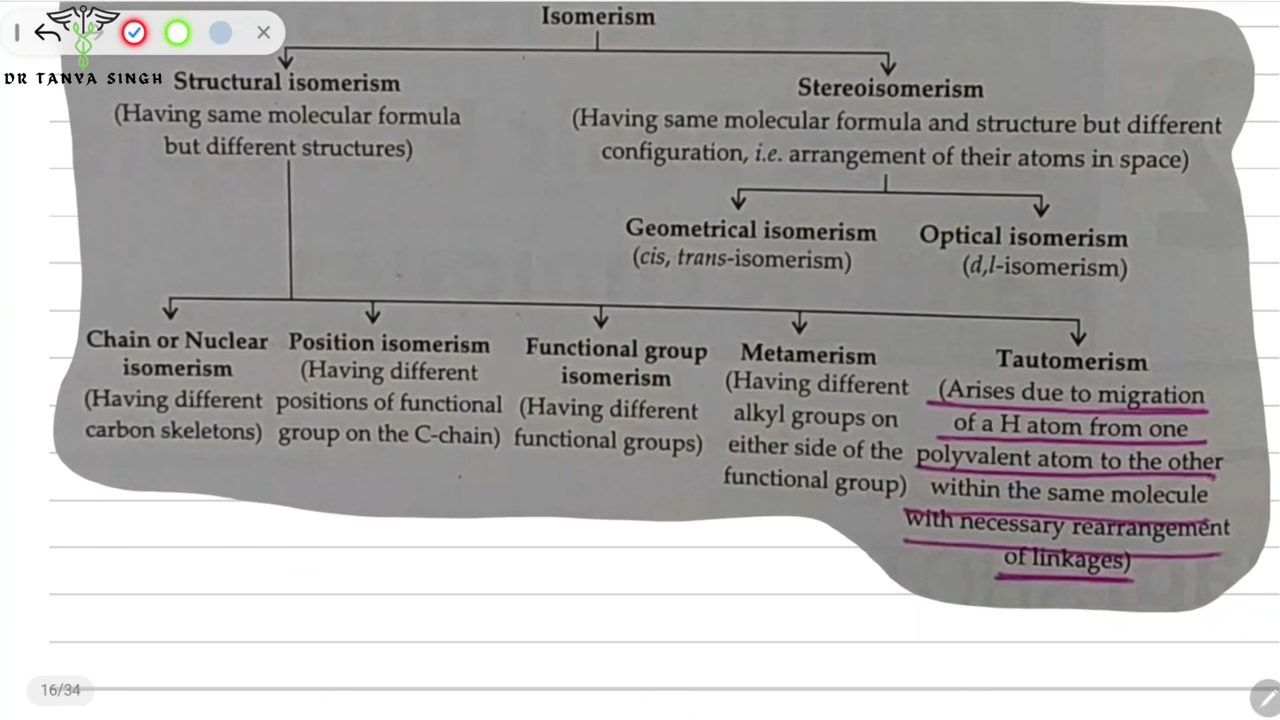 Isomerism
DR TANYA SINGH
Structural isomerism
(Having same molecular formula
but different structures)
Stereoisomerism
(Having same molecular formula and structure but different
configuration, i.e. arrangement of their atoms in space)
Geometrical isomerism
(cis, trans-isomerism)
Optical isomerism
(d,l-isomerism)
Chain or Nuclear
isomerism
(Having different
carbon skeletons)
Position isomerism
(Having different
positions of functional
group on the C-chain)
Functional group
isomerism
(Having different
functional groups)
Metamerism
(Having different
alkyl groups on
either side of the
functional group)
Tautomerism
(Arises due to migration
of a H atom from one
polyvalent atom to the other
within the same molecule
with necessary rearrangement
of linkages)
16/34